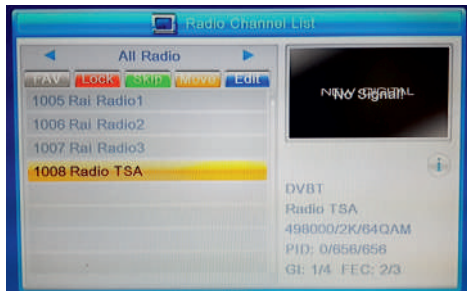 Radio Channel List
All Radio
FAV Lock Skip Move Edit
1005 Rai Radio1
1006 Rai Radio2
1007 Rai Radio3
1008 Radio TSA
No Signal!
DVBT
Radio TSA
498000/2K/64QAM
PID: 0/656/656
GI: 1/4 FEC: 2/3